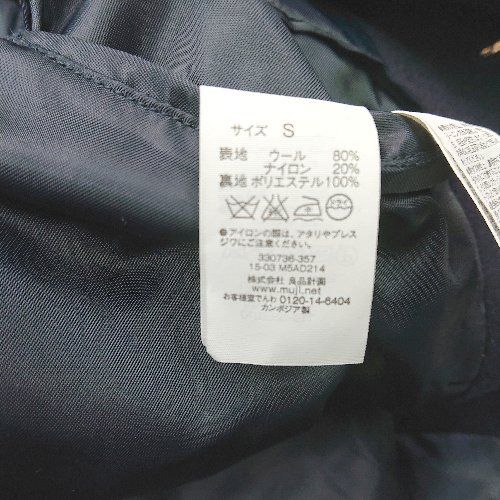 サイズ S
表地 ウール 80%
ナイロン 20%
裏地 ポリエステル100%
ドライ
●アイロンの際は、アタリやプレス
ジワにご注意ください。
330736-357
15-03 M5AD214
株式会社 良品計画
www.muji.net
お客様室でんわ 0120-14-6404
カンボジア製